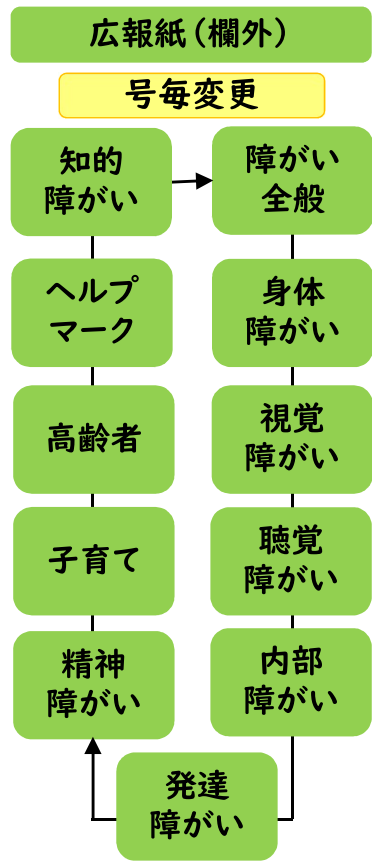 広報紙（欄外）
号毎変更
知的
障がい
障がい
全般
ヘルプ
マーク
身体
障がい
高齢者
視覚
障がい
子育て
聴覚
障がい
精神
障がい
内部
障がい
発達
障がい